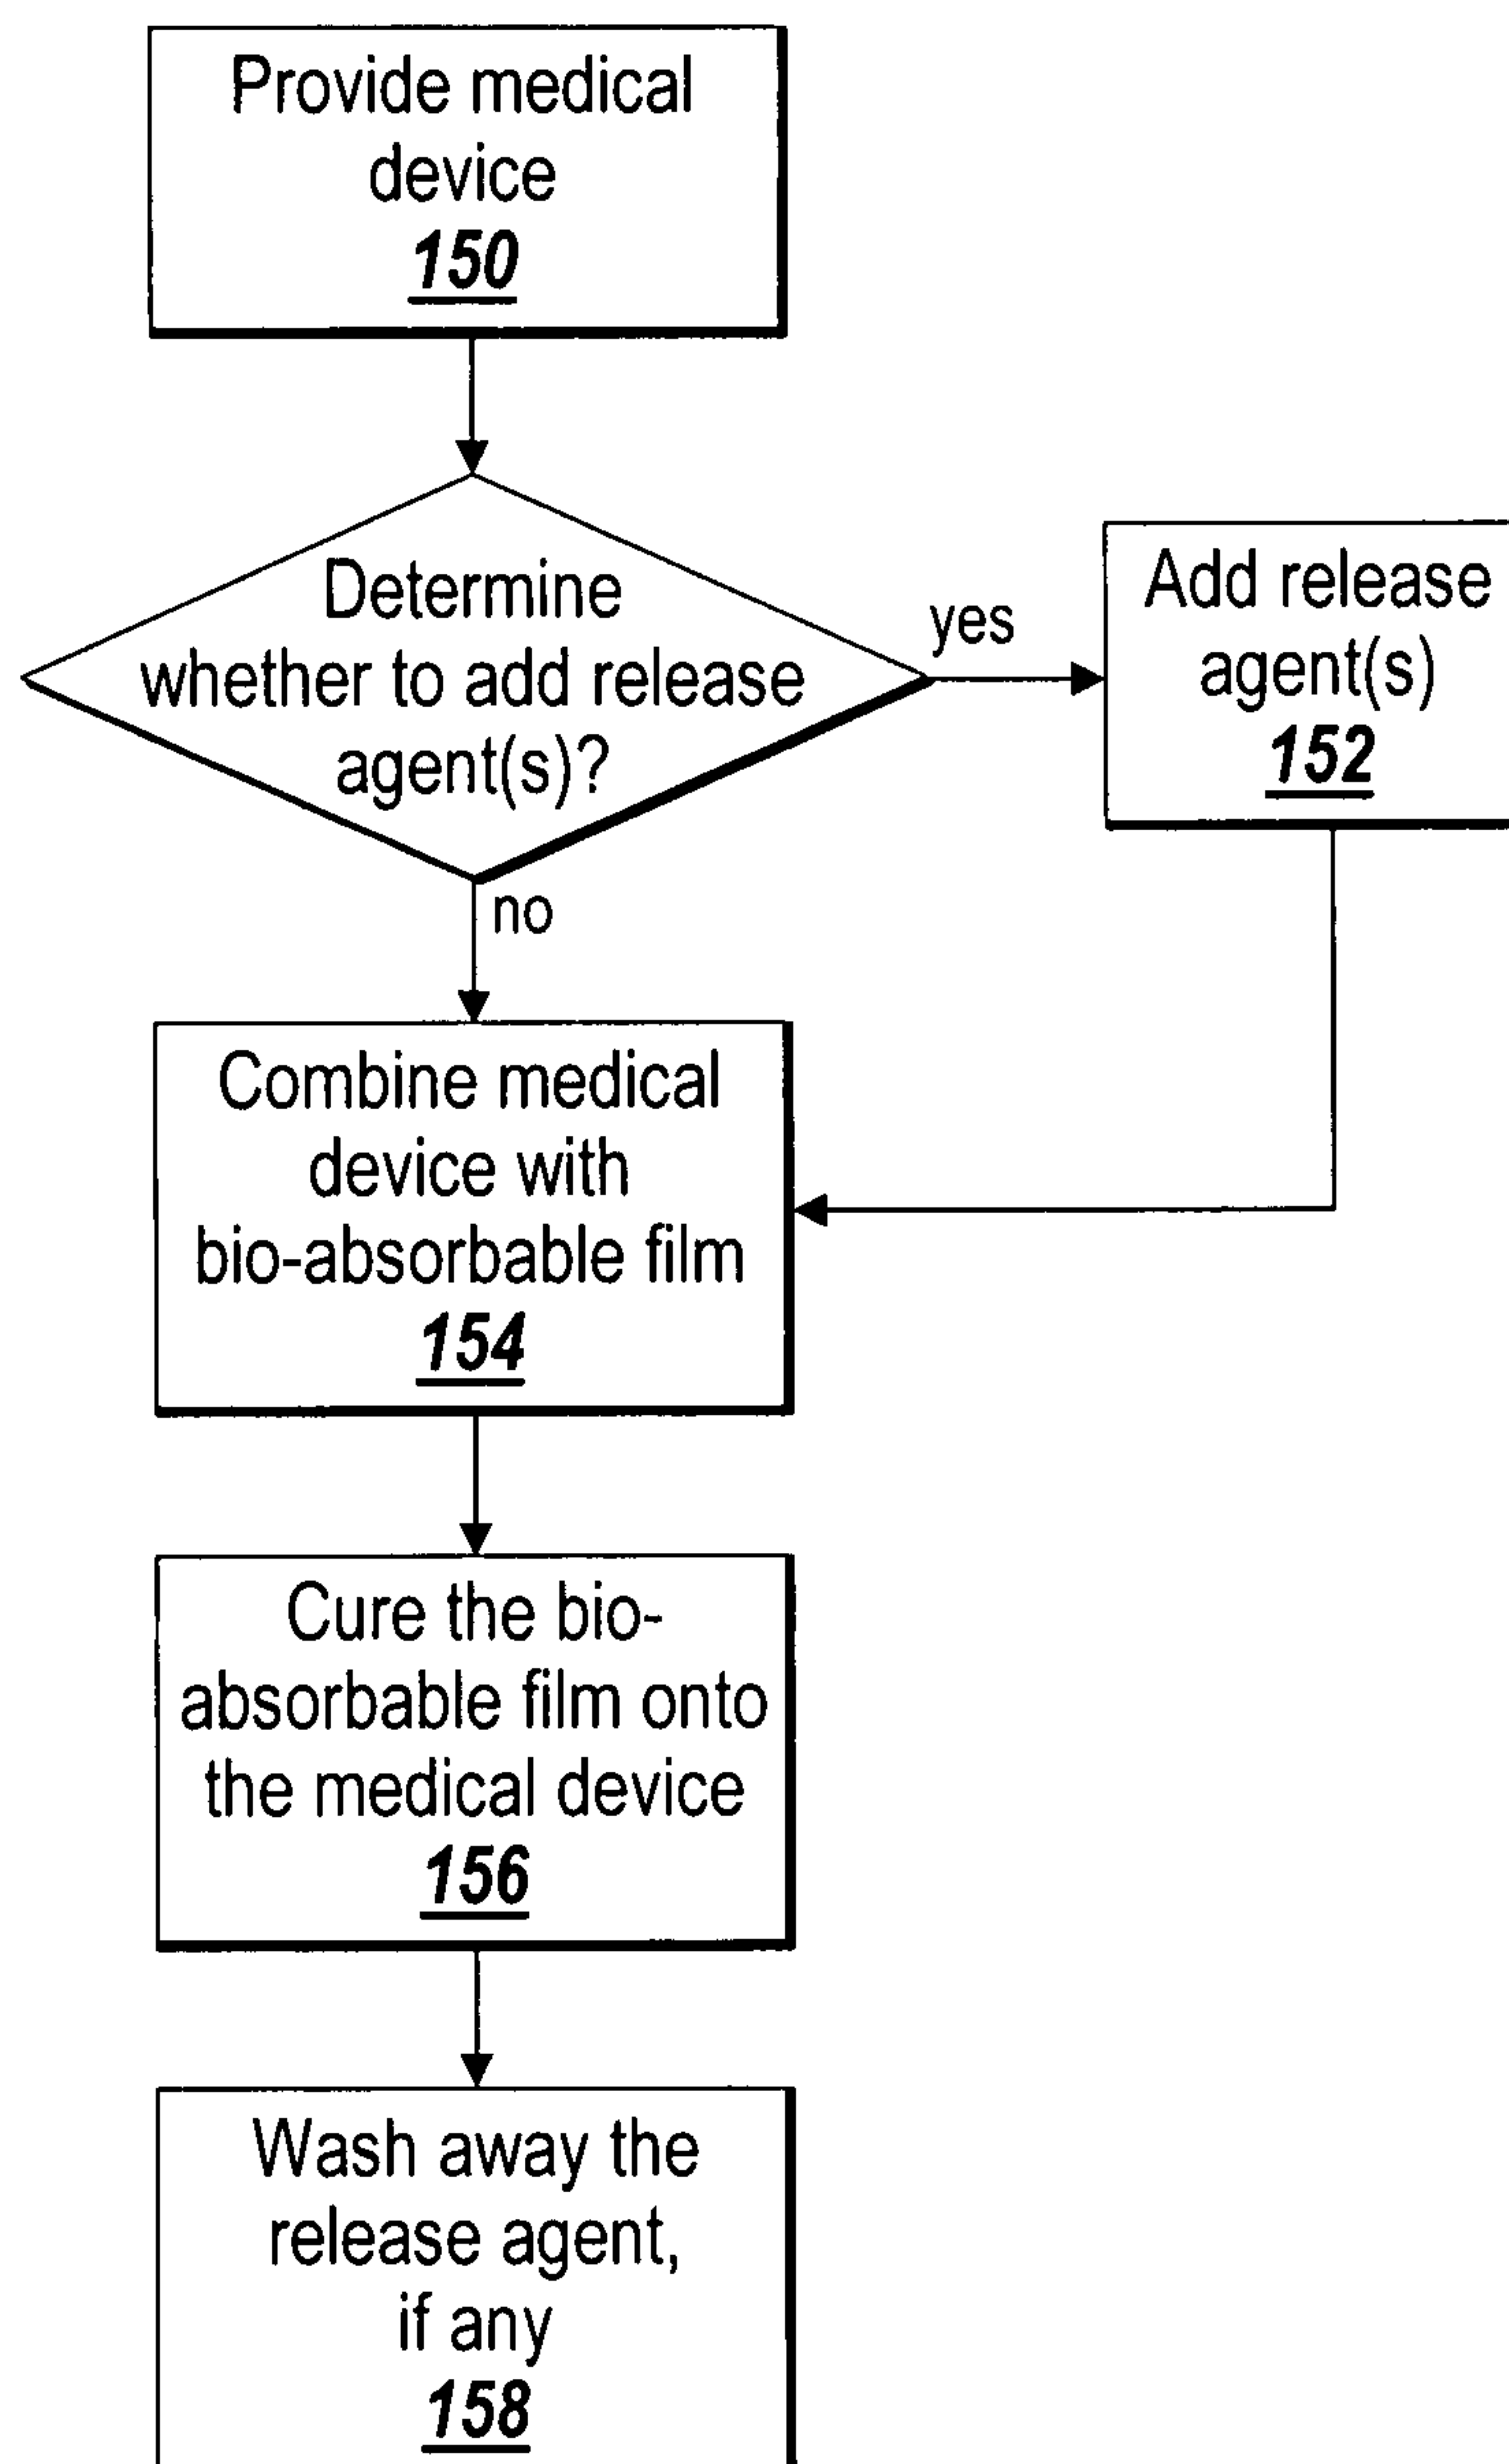 Provide medical
device
150
Determine
whether to add release
agent(s)?
yes
Add release
agent(s)
152
no
Combine medical
device with
bio-absorbable film
154
Cure the bio-
absorbable film onto
the medical device
156
Wash away the
release agent,
if any
158